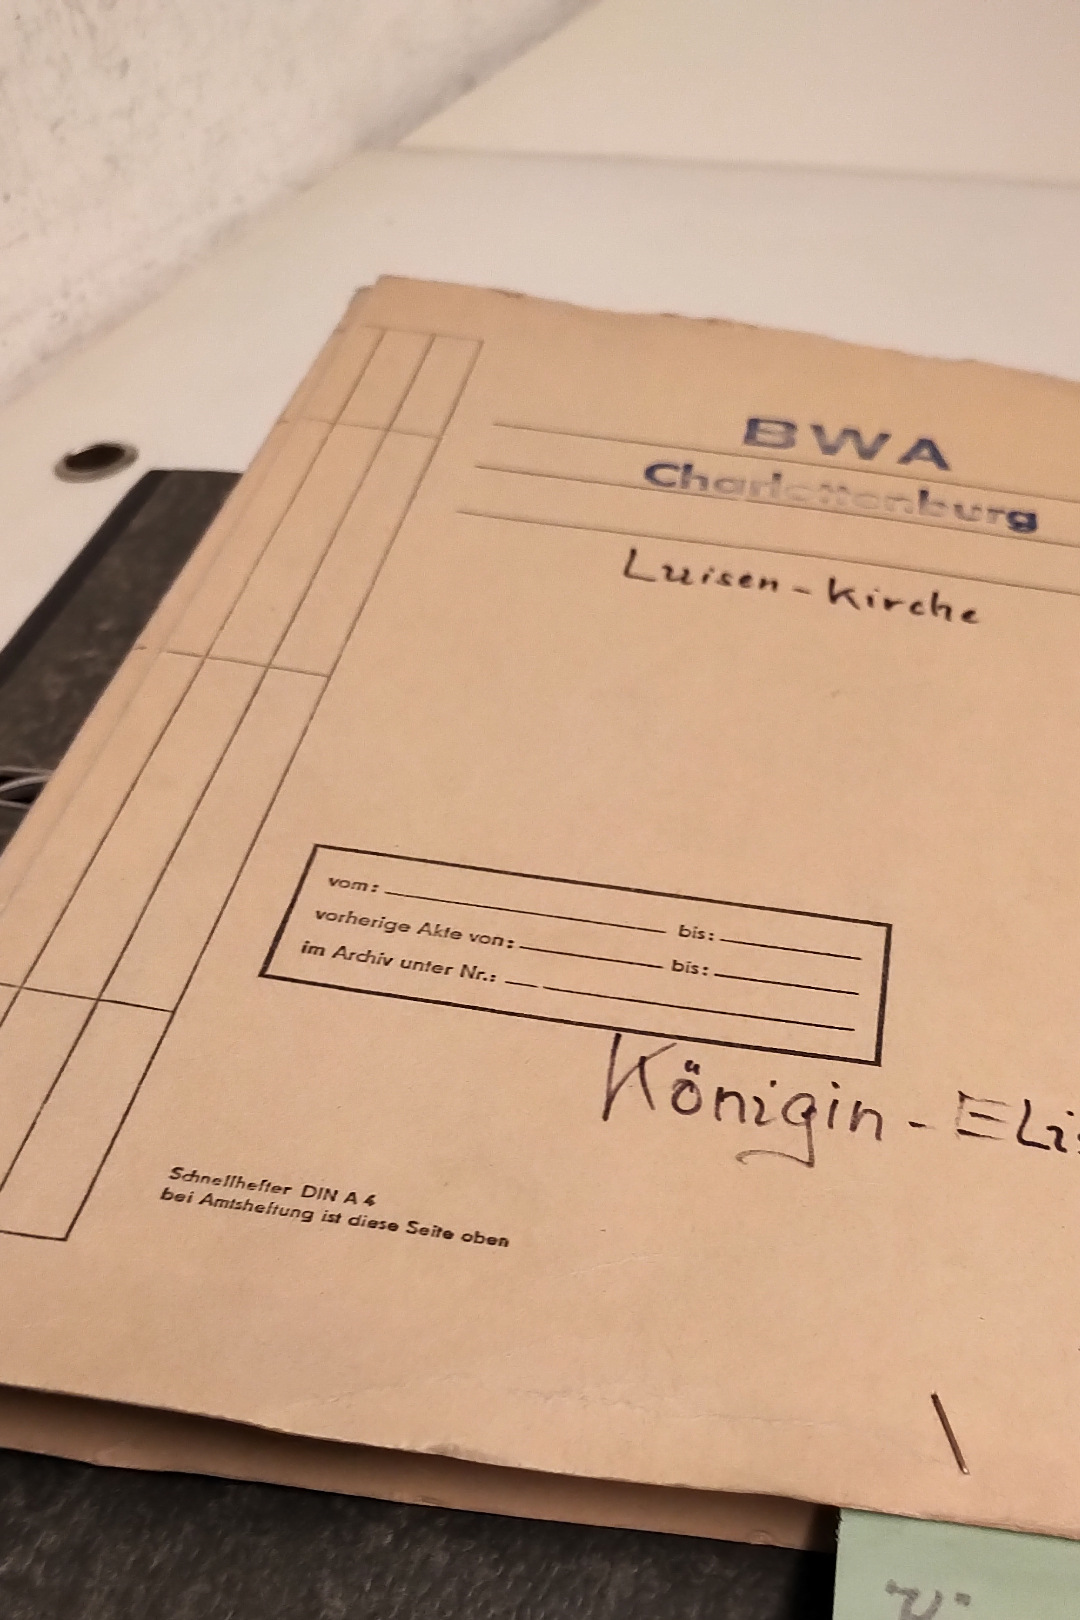 BWA
Charlottenburg
Luisen-Kirche
vom: bis:
vorherige Akte von: bis:
im Archiv unter Nr.:
Königin-Elis
Schnellhefter DIN A 4
bei Amtsheftung ist diese Seite oben